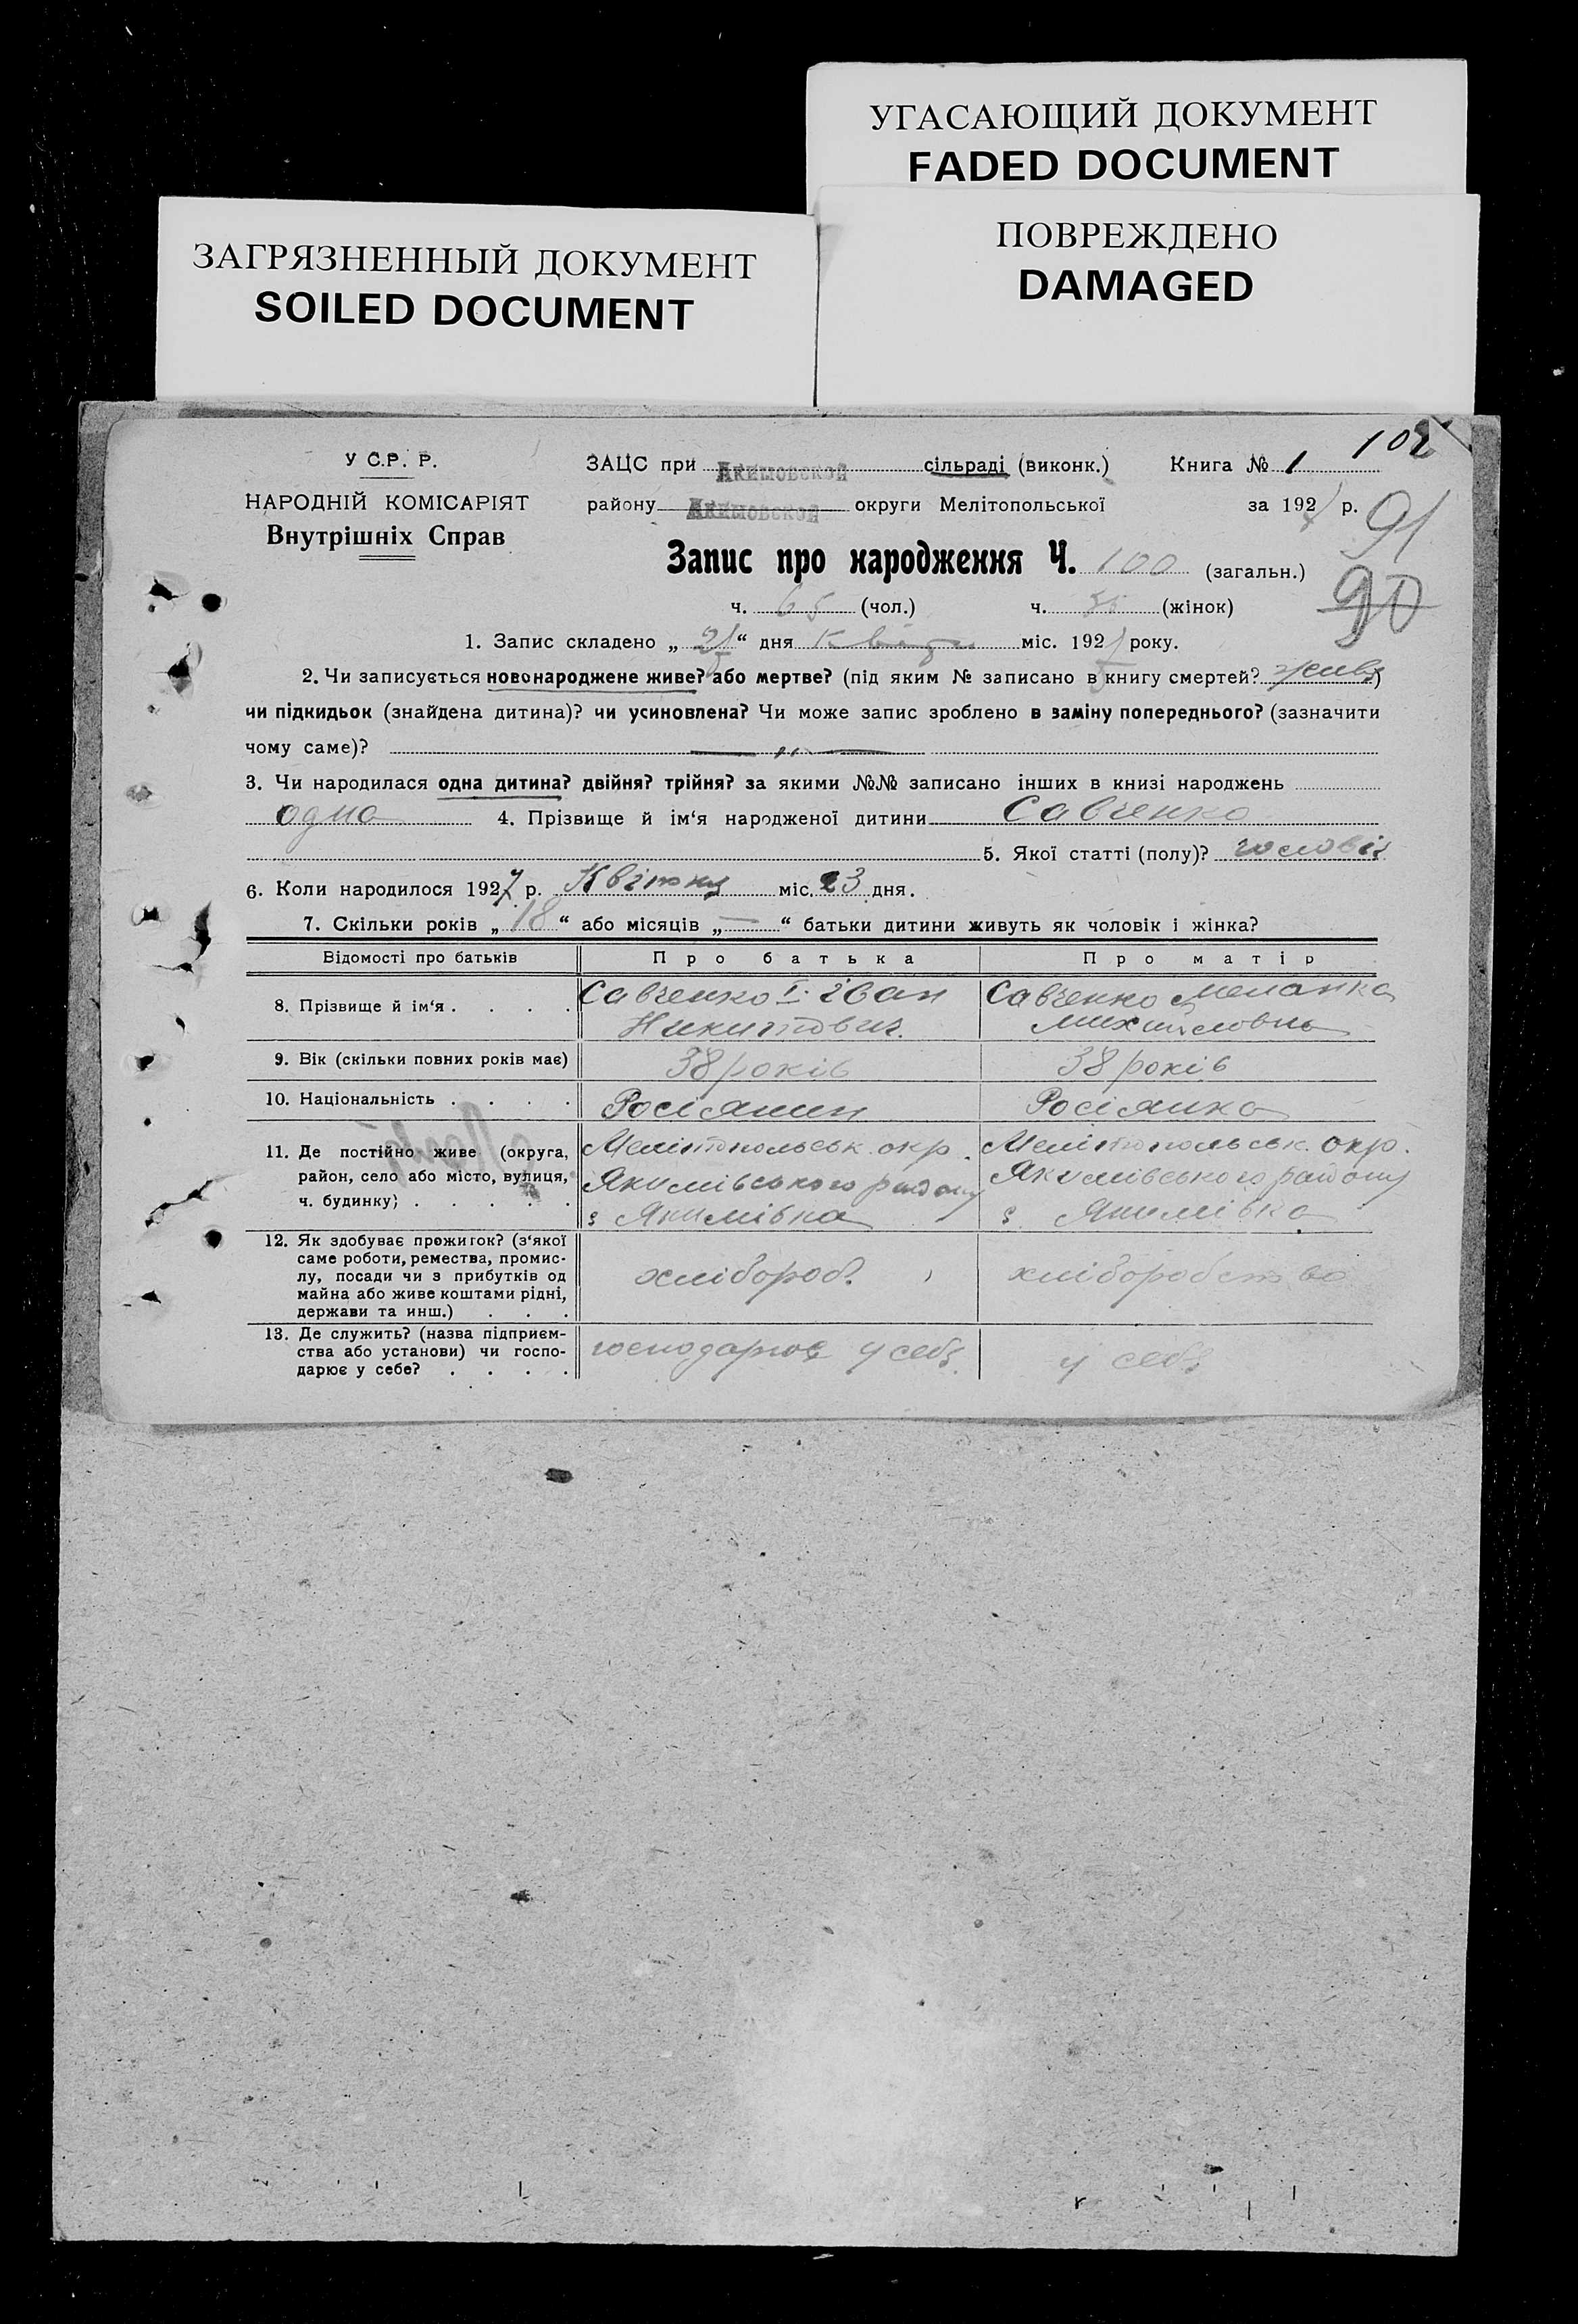 УГАСАЮЩИЙ ДОКУМЕНТ
FADED DOCUMENT
ЗАГРЯЗНЕННЫЙ ДОКУМЕНТ
SOILED DOCUMENT
ПОВРЕЖДЕНО
DAMAGED
102
У С.Р. Р.
НАРОДНІЙ КОМІСАРІЯТ
Внутрішніх Справ
ЗАЦС при Акимовской сільраді (виконк.) Книга № 1
району Акимовской округи Мелітопольської за 192 р.
91
90
Запис про народження Ч. 100 (загальн.)
ч. 65 (чол.) ч. (жінок)
1. Запис складено „ “ дня міс. 192 року.
2. Чи записується новонароджене живе? або мертве? (під яким № записано в книгу смертей?
чи підкидьок (знайдена дитина)? чи усиновлена? Чи може запис зроблено в заміну попереднього? (зазначити
чому саме)? — „ —
3. Чи народилася одна дитина? двійня? трійня? за якими №№ записано інших в книзі народжень
одна 4. Прізвище й ім‘я народженої дитини Савченко
5. Якої статті (полу)?
6. Коли народилося 1927 р. Квітня міс. 23 дня.
7. Скільки років „ 18 “ або місяців „ — “ батьки дитини живуть як чоловік і жінка?
Відомості про батьків Про батька Про матір
8. Прізвище й ім‘я . . . . Савченко Іван Савченко Меланка
Никитович. Михайловна
9. Вік (скільки повних років має) 38 років 38 років
10. Національність . . . . Росіянин Росіянка
11. Де постійно живе (округа, Мелітопольськ. окр. Мелітопольськ. окр.
район, село або місто, вулиця, Якимівського району Якимівського району
ч. будинку) . . . . . с Якимівка с. Якимівка
12. Як здобуває прожиток? (з‘якої
саме роботи, ремества, промис-
лу, посади чи з прибутків од хлібороб. хліборобство
майна або живе коштами рідні,
держави та инш.) . . .
13. Де служить? (назва підприєм-
ства або установи) чи госпо- господарює у себе у себе
дарює у себе? . . . .